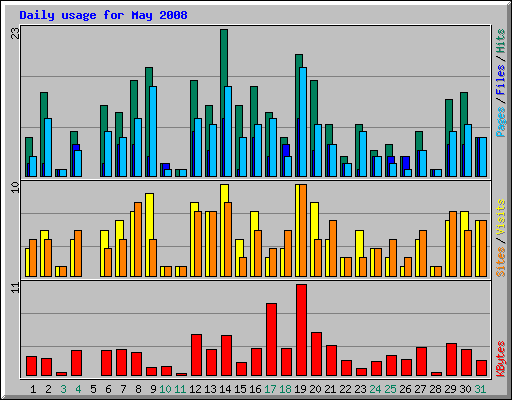 Daily usage for May 2008
23
Pages / Files / Hits
10
Sites / Visits
11
KBytes
1 2 3 4 5 6 7 8 9 10 11 12 13 14 15 16 17 18 19 20 21 22 23 24 25 26 27 28 29 30 31